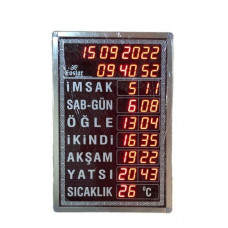 15 09 2022
09 40 52
Eoslar
İMSAK 5 11
SAB-GÜN 6 08
ÖĞLE 13 04
İKİNDİ 16 35
AKŞAM 19 22
YATSI 20 43
SICAKLIK 26 °C